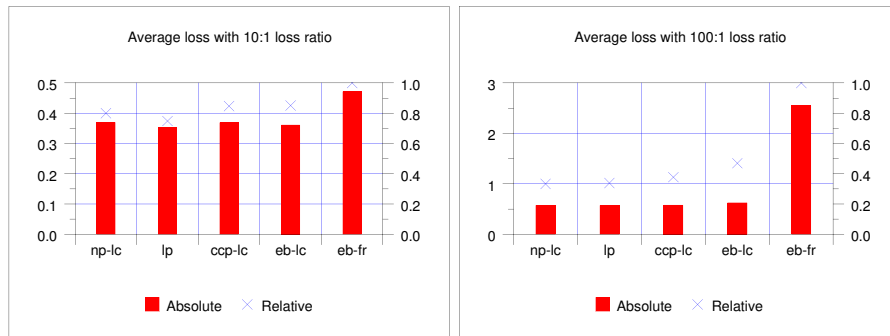 Average loss with 10:1 loss ratio
0.5 1.0
0.4 0.8
0.3 0.6
0.2 0.4
0.1 0.2
0.0 0.0
np-lc lp ccp-lc eb-lc eb-fr
Absolute Relative
Average loss with 100:1 loss ratio
3 1.0
0.8
2
0.6
0.4
1
0.2
0 0.0
np-lc lp ccp-lc eb-lc eb-fr
Absolute Relative